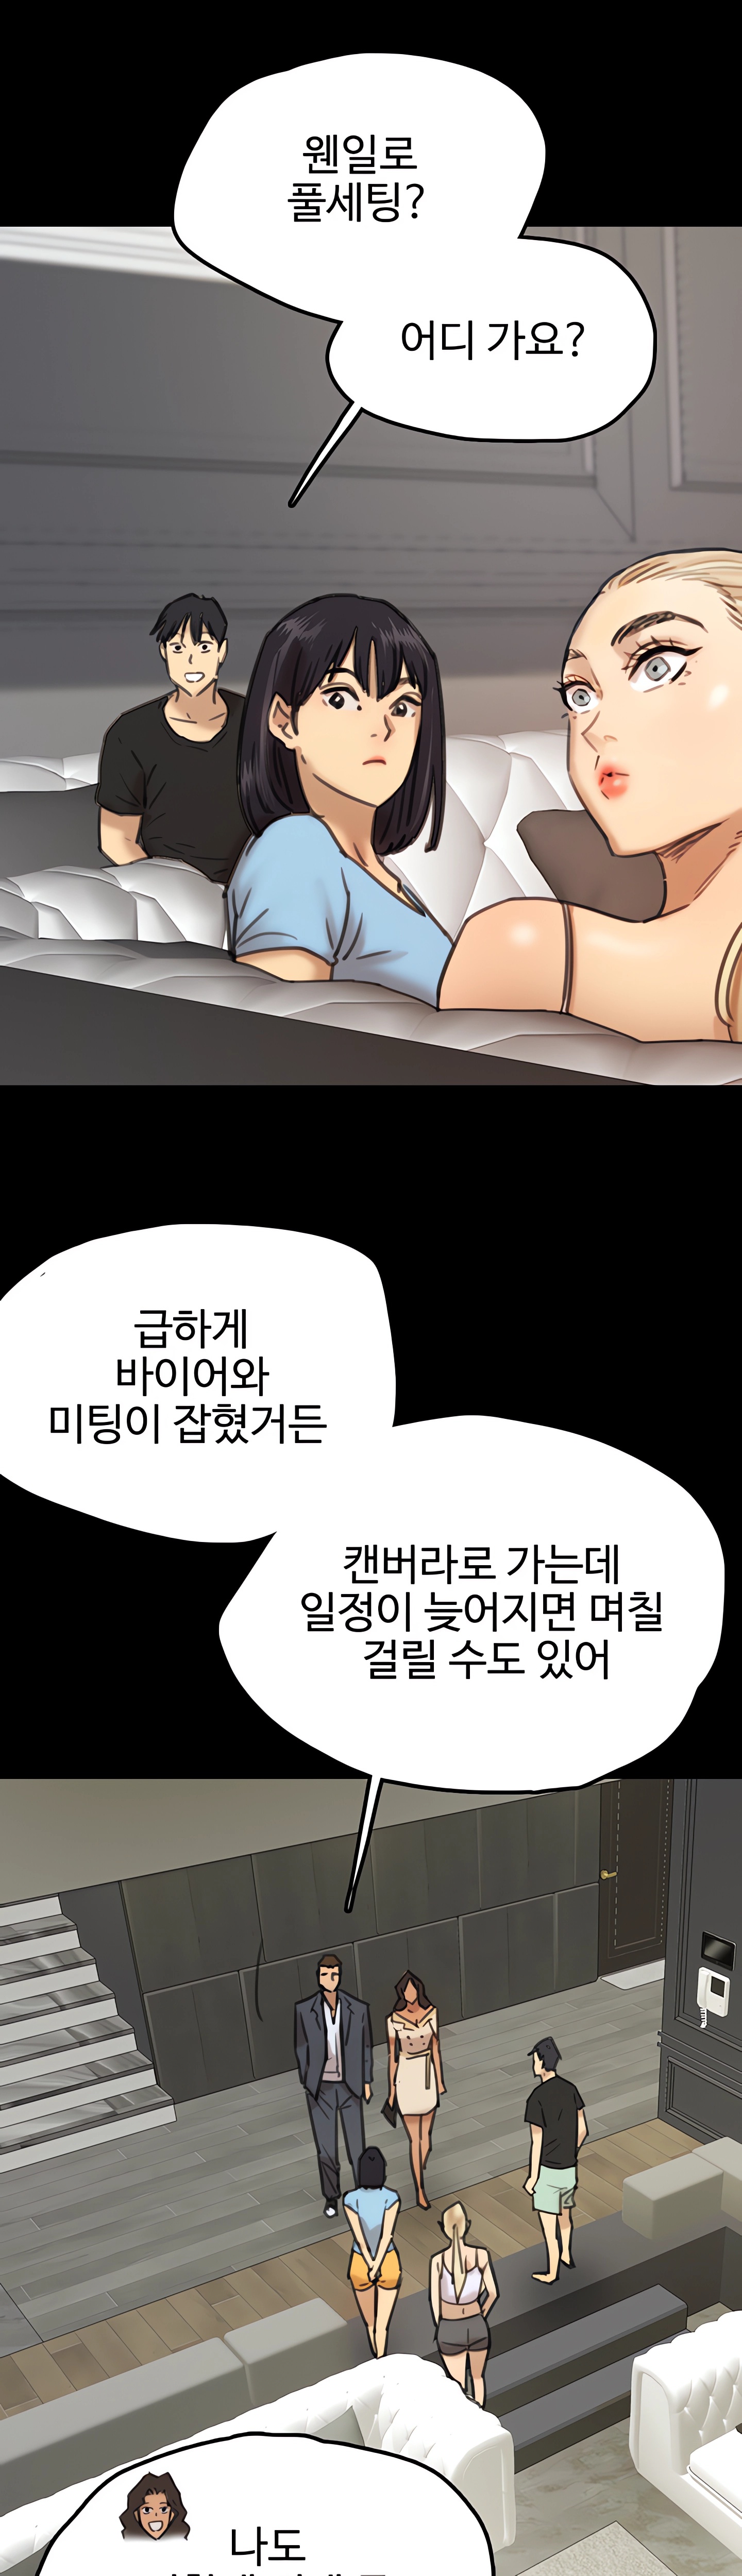 웬일로
풀세팅?
어디 가요?
급하게
바이어와
미팅이 잡혔거든
캔버라로 가는데
일정이 늦어지면 며칠
걸릴 수도 있어
나도